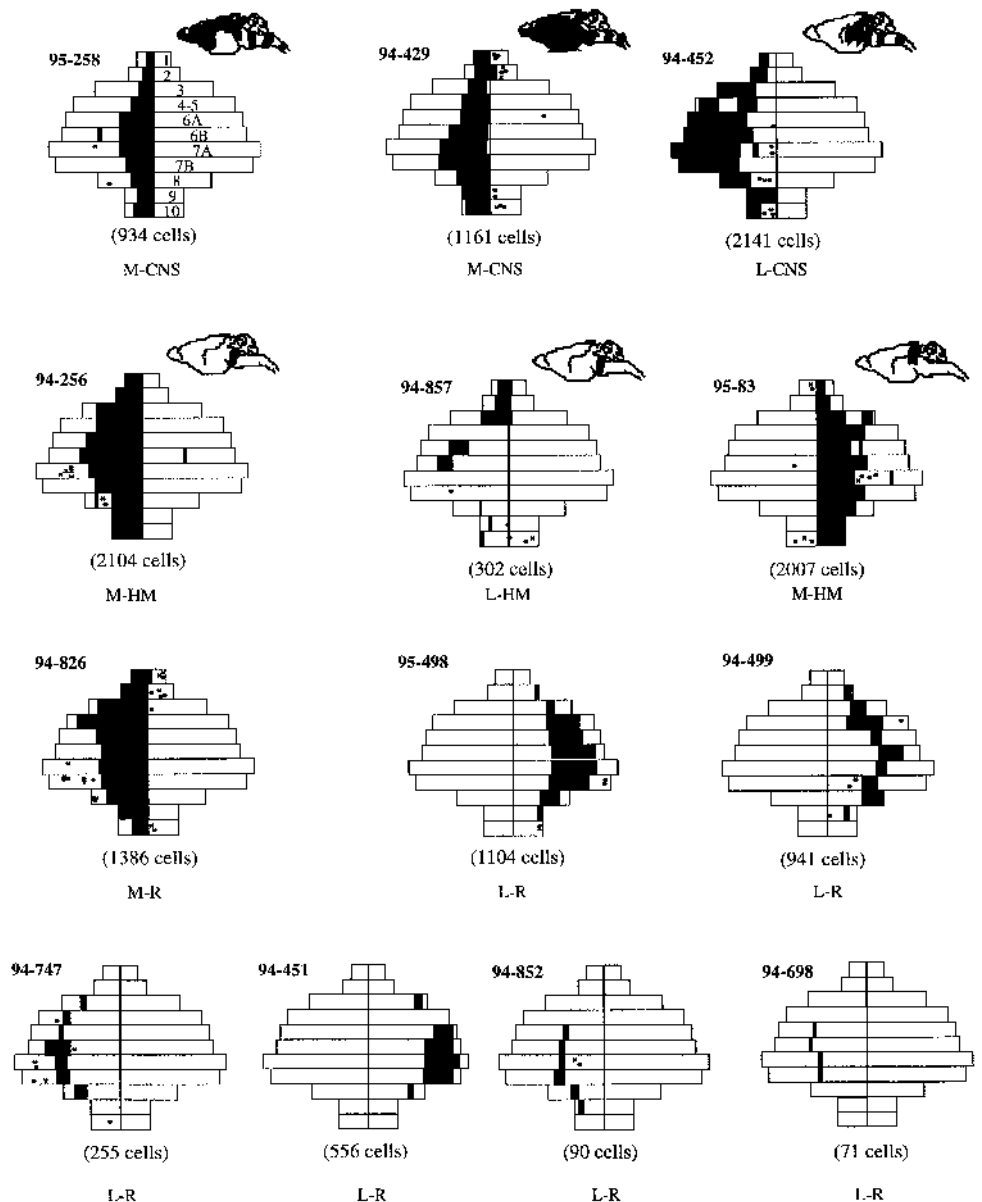 95-258
94-429
94-452
1
2
3
4-5
6A
6B
7A
7B
8
9
10
(934 cells)
(1161 cells)
(2141 cells)
M-CNS
M-CNS
L-CNS
94-256
94-857
95-83
(2104 cells)
(302 cells)
(2007 cells)
M-HM
L-HM
M-HM
94-826
95-498
94-499
(1386 cells)
(1104 cells)
(941 cells)
M-R
L-R
L-R
94-747
94-451
94-852
94-698
(255 cells)
(556 cells)
(90 cells)
(71 cells)
L-R
L-R
L-R
L-R